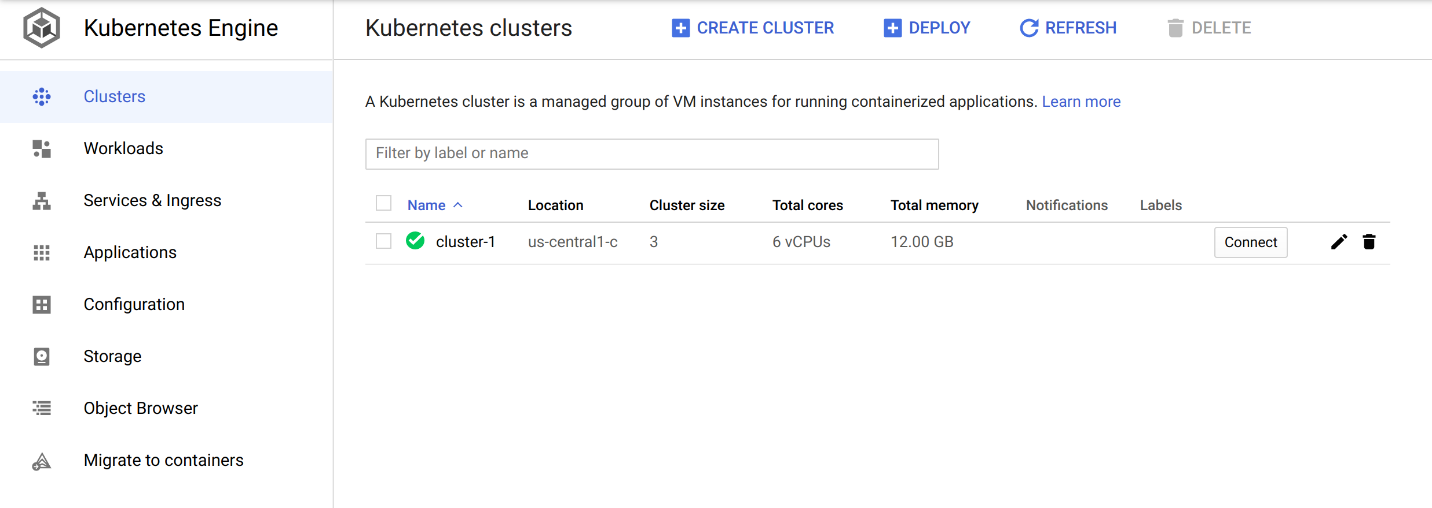 Kubernetes Engine
Kubernetes clusters
CREATE CLUSTER
DEPLOY
REFRESH
DELETE
Clusters
Workloads
Services & Ingress
Applications
Configuration
Storage
Object Browser
Migrate to containers
A Kubernetes cluster is a managed group of VM instances for running containerized applications. Learn more
Filter by label or name
Name Location Cluster size Total cores Total memory Notifications Labels
cluster-1 us-central1-c 3 6 vCPUs 12.00 GB Connect